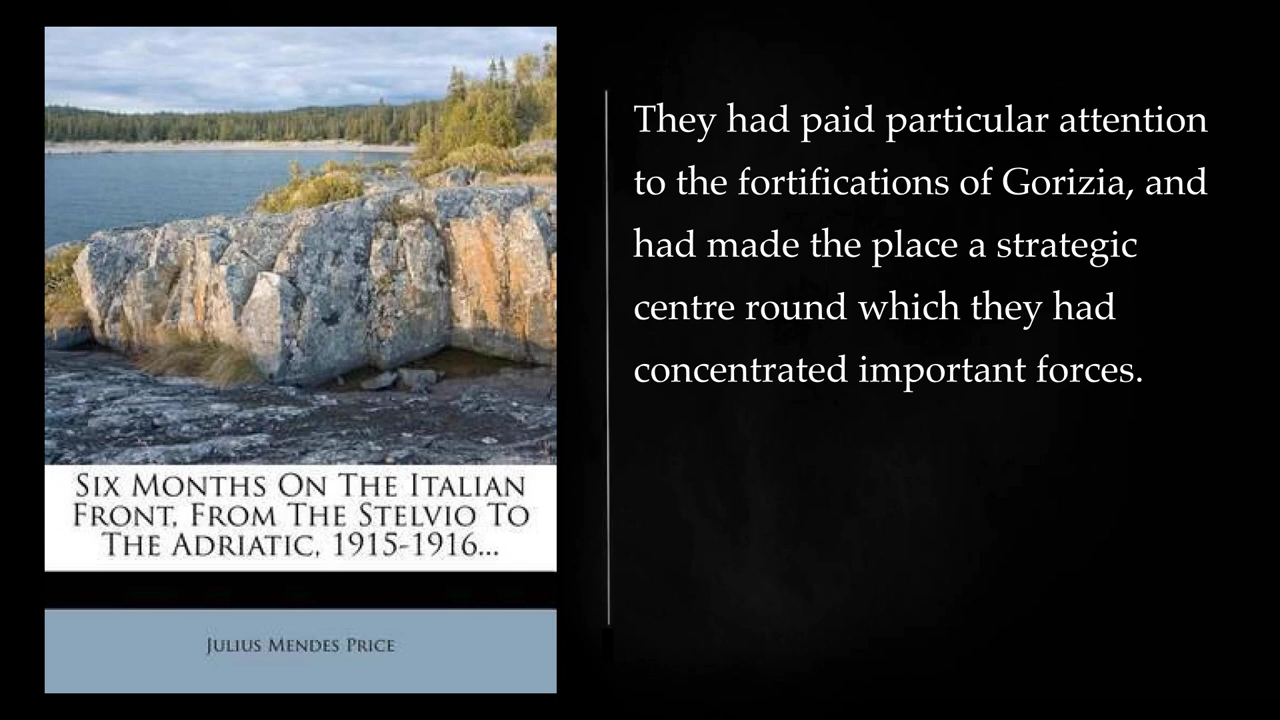 SIX MONTHS ON THE ITALIAN
FRONT, FROM THE STELVIO TO
THE ADRIATIC, 1915-1916...
JULIUS MENDES PRICE
They had paid particular attention
to the fortifications of Gorizia, and
had made the place a strategic
centre round which they had
concentrated important forces.